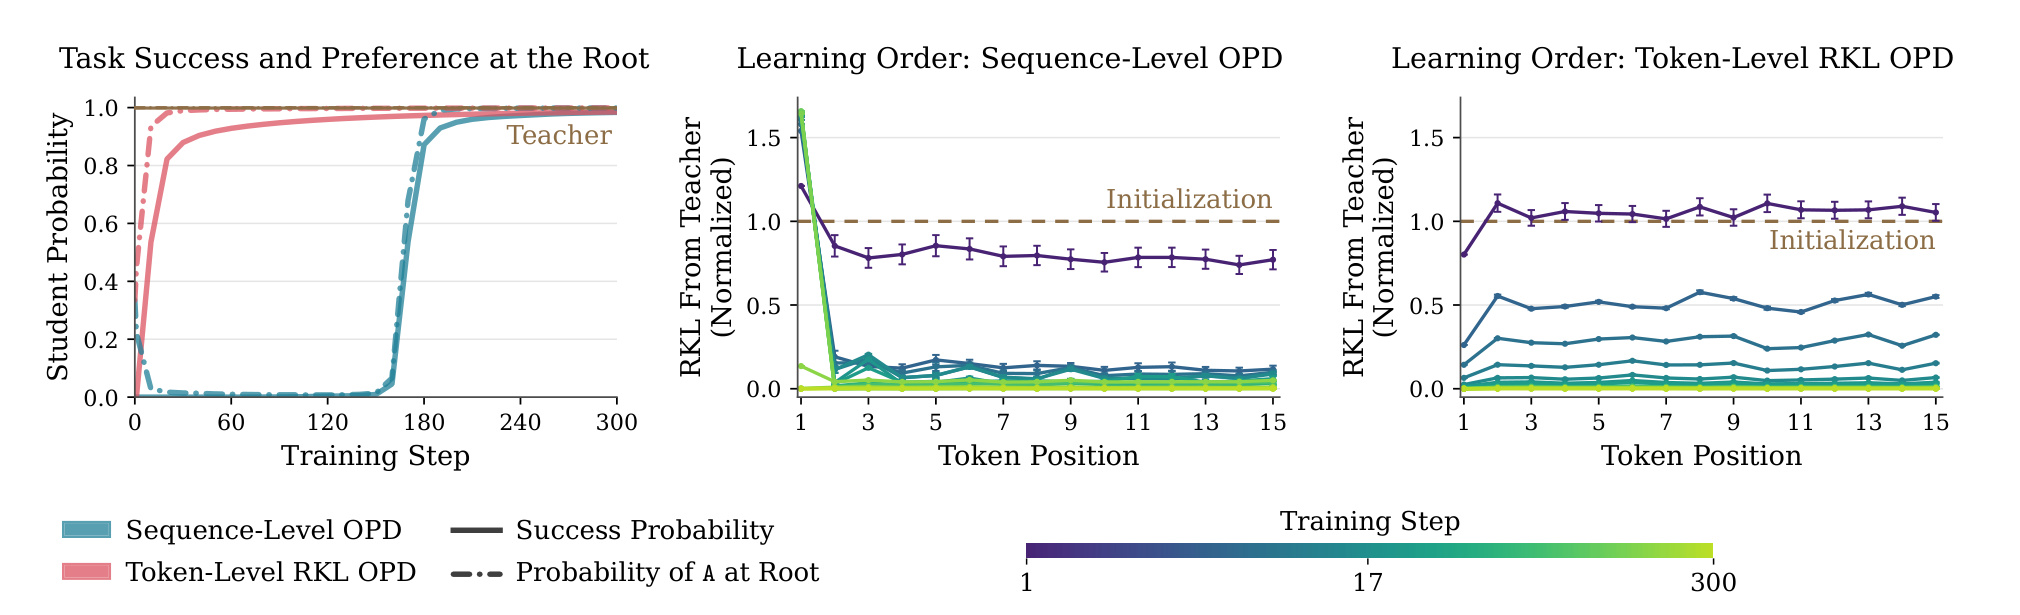 Task Success and Preference at the Root
Student Probability
1.0
0.8
0.6
0.4
0.2
0.0
Teacher
0 60 120 180 240 300
Training Step
Learning Order: Sequence-Level OPD
RKL From Teacher
(Normalized)
1.5
1.0
0.5
0.0
Initialization
1 3 5 7 9 11 13 15
Token Position
Learning Order: Token-Level RKL OPD
RKL From Teacher
(Normalized)
1.5
1.0
0.5
0.0
Initialization
1 3 5 7 9 11 13 15
Token Position
Sequence-Level OPD
Success Probability
Token-Level RKL OPD
Probability of A at Root
Training Step
1 17 300